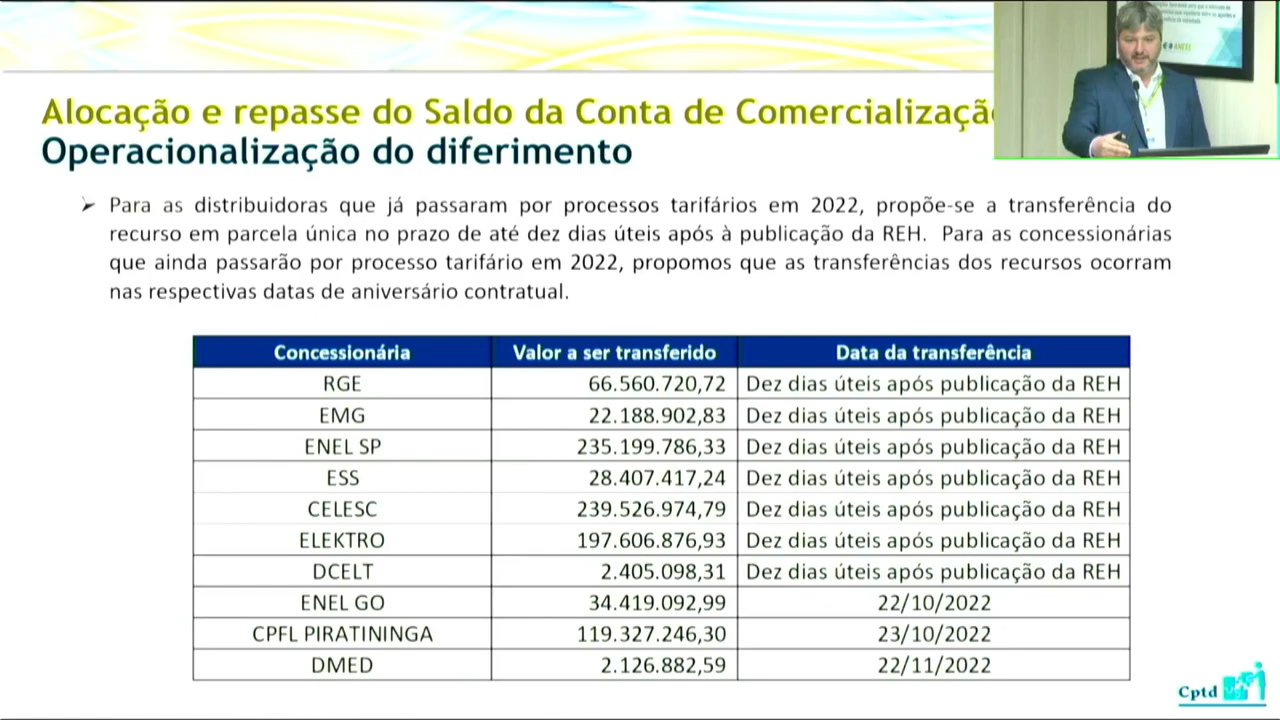 Alocação e repasse do Saldo da Conta de Comercializaçã
Operacionalização do diferimento
➢ Para as distribuidoras que já passaram por processos tarifários em 2022, propõe-se a transferência do
recurso em parcela única no prazo de até dez dias úteis após à publicação da REH. Para as concessionárias
que ainda passarão por processo tarifário em 2022, propomos que as transferências dos recursos ocorram
nas respectivas datas de aniversário contratual.
Concessionária Valor a ser transferido Data da transferência
RGE 66.560.720,72 Dez dias úteis após publicação da REH
EMG 22.188.902,83 Dez dias úteis após publicação da REH
ENEL SP 235.199.786,33 Dez dias úteis após publicação da REH
ESS 28.407.417,24 Dez dias úteis após publicação da REH
CELESC 239.526.974,79 Dez dias úteis após publicação da REH
ELEKTRO 197.606.876,93 Dez dias úteis após publicação da REH
DCELT 2.405.098,31 Dez dias úteis após publicação da REH
ENEL GO 34.419.092,99 22/10/2022
CPFL PIRATININGA 119.327.246,30 23/10/2022
DMED 2.126.882,59 22/11/2022
Cptd